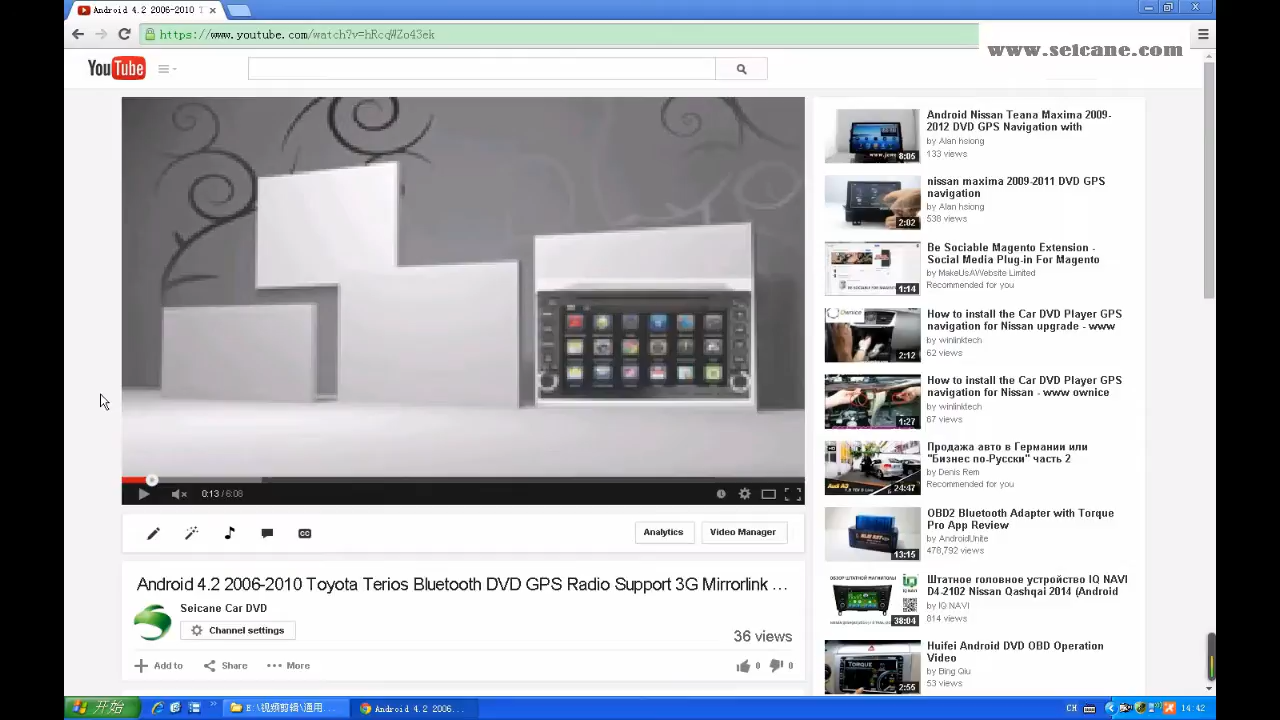 Android 4.2 2006-2010 T
https://www.youtube.com/watch?v=hRcqWZo43ek
www.seicane.com
YouTube
0:13 / 6:08
Analytics
Video Manager
Android 4.2 2006-2010 Toyota Terios Bluetooth DVD GPS Radio Support 3G Mirrorlink ...
Seicane Car DVD
Channel settings
36 views
Add to
Share
More
0
0
Android Nissan Teana Maxima 2009-
2012 DVD GPS Navigation with
by Alan hsiong
133 views
8:05
nissan maxima 2009-2011 DVD GPS
navigation
by Alan hsiong
538 views
2:02
Be Sociable Magento Extension -
Social Media Plug-in For Magento
by MakeUsAWebsite Limited
Recommended for you
1:14
How to install the Car DVD Player GPS
navigation for Nissan upgrade - www
by winlinktech
62 views
Ownice
2:12
How to install the Car DVD Player GPS
navigation for Nissan - www ownice
by winlinktech
67 views
1:27
Продажа авто в Германии или
"Бизнес по-Русски" часть 2
by Denis Rem
Recommended for you
24:47
OBD2 Bluetooth Adapter with Torque
Pro App Review
by AndroidUnite
478,792 views
13:15
Штатное головное устройство IQ NAVI
D4-2102 Nissan Qashqai 2014 (Android
by IQ NAVI
814 views
38:04
Huifei Android DVD OBD Operation
Video
by Bing Qiu
53 views
TORQUE
2:56
开始
E:\视频剪辑\通用...
Android 4.2 2006...
CH
14:42